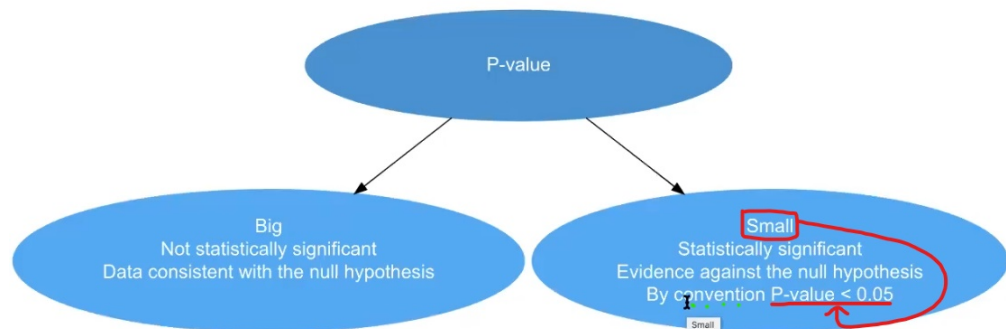 P-value
Big
Not statistically significant
Data consistent with the null hypothesis
Small
Statistically significant
Evidence against the null hypothesis
By convention P-value < 0.05
Small